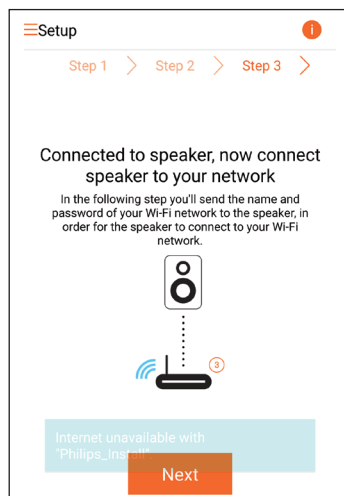 Setup
i
Step 1 > Step 2 > Step 3 >
Connected to speaker, now connect
speaker to your network
In the following step you'll send the name and
password of your Wi-Fi network to the speaker, in
order for the speaker to connect to your Wi-Fi
network.
3
Internet unavailable with
"Philips_Install".
Next